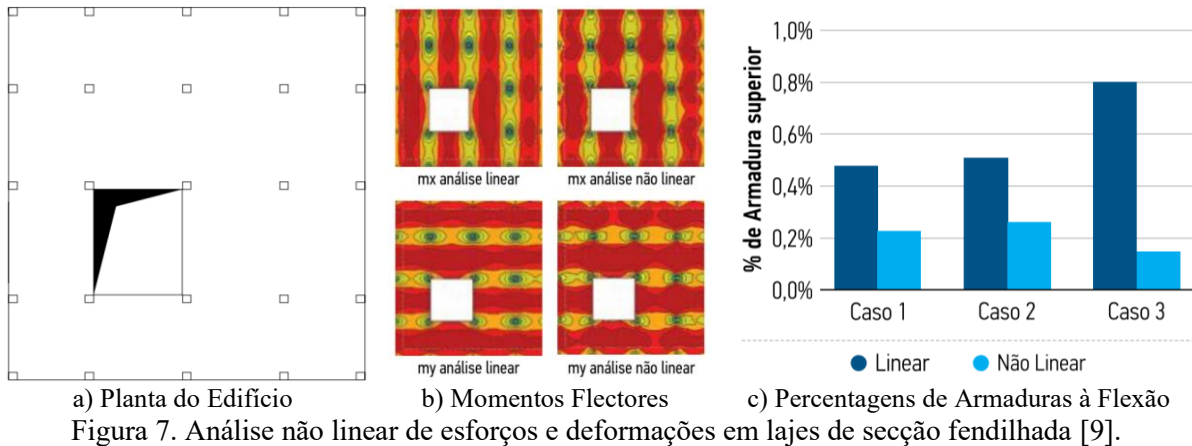 mx análise linear
mx análise não linear
my análise linear
my análise não linear
% de Armadura superior
1,0%
0,8%
0,6%
0,4%
0,2%
0,0%
Caso 1
Caso 2
Caso 3
Linear
Não Linear
a) Planta do Edifício
b) Momentos Flectores
c) Percentagens de Armaduras à Flexão
Figura 7. Análise não linear de esforços e deformações em lajes de secção fendilhada [9].